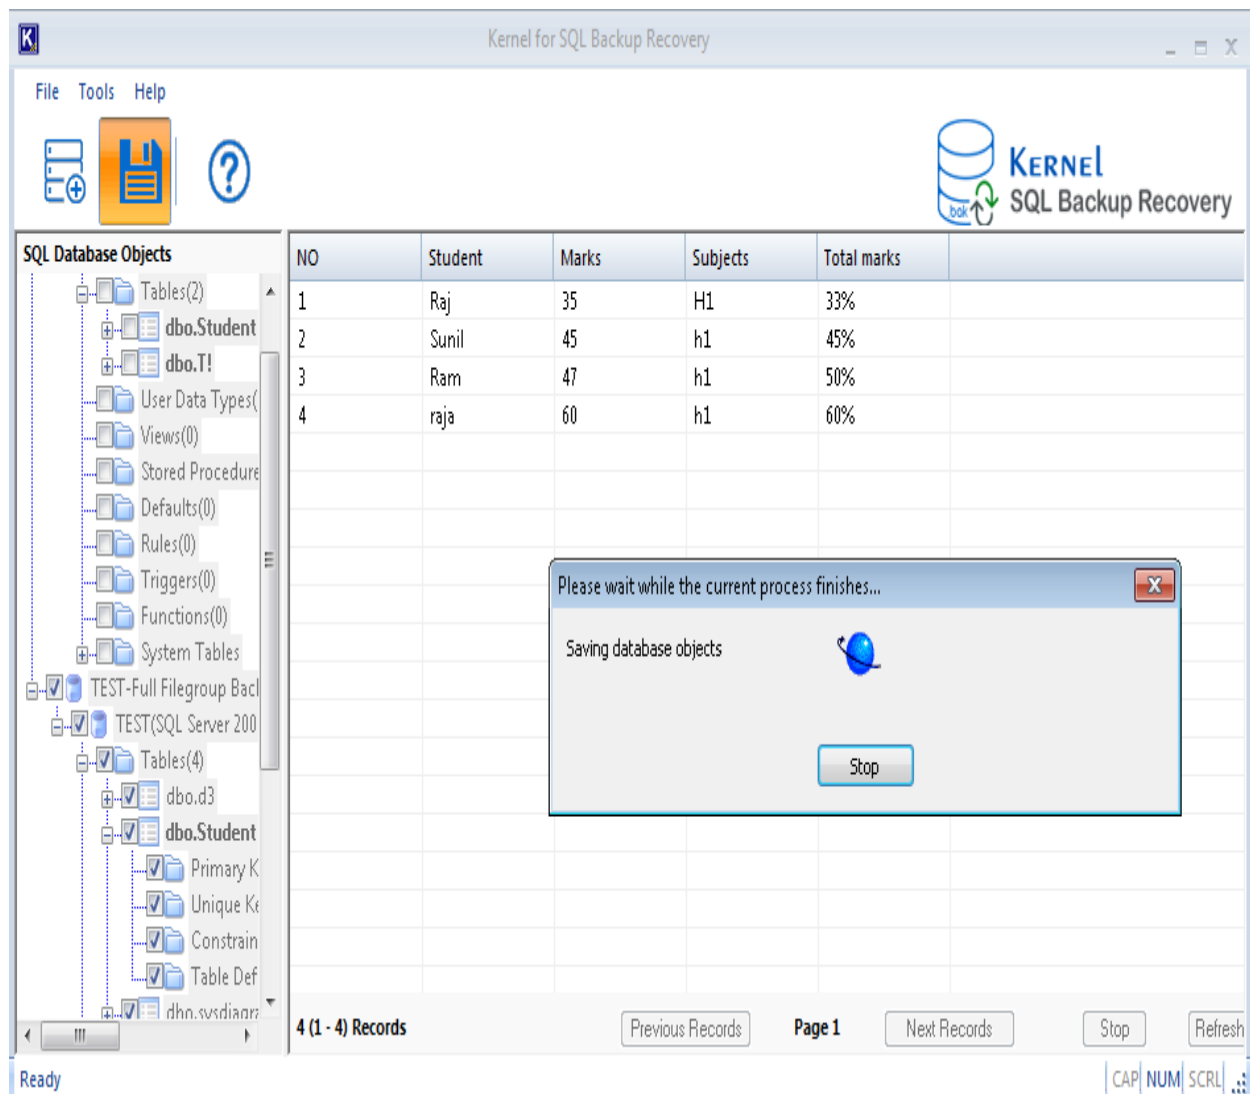 Kernel for SQL Backup Recovery
File Tools Help
KERNEL
SQL Backup Recovery
bak
SQL Database Objects
Tables(2)
dbo.Student
dbo.T!
User Data Types(
Views(0)
Stored Procedure
Defaults(0)
Rules(0)
Triggers(0)
Functions(0)
System Tables
TEST-Full Filegroup Bacl
TEST(SQL Server 200
Tables(4)
dbo.d3
dbo.Student
Primary K
Unique Ke
Constrain
Table Def
dbo.sysdiagra
NO Student Marks Subjects Total marks
1 Raj 35 H1 33%
2 Sunil 45 h1 45%
3 Ram 47 h1 50%
4 raja 60 h1 60%
Please wait while the current process finishes...
Saving database objects
Stop
4 (1 - 4) Records Previous Records Page 1 Next Records Stop Refresh
Ready CAP NUM SCRL